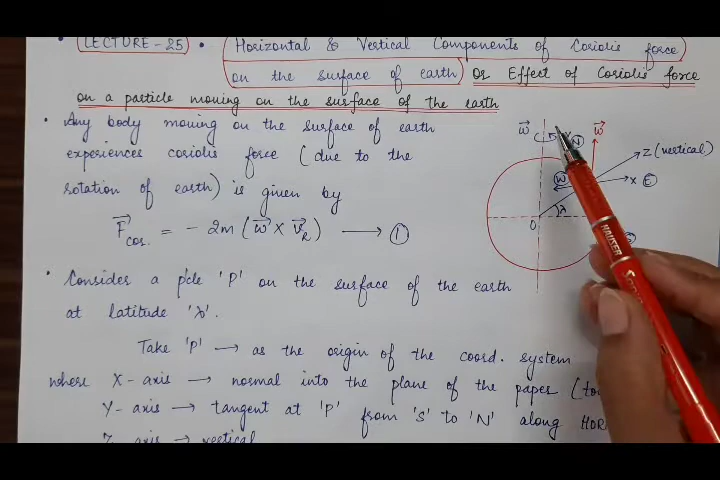 • LECTURE - 25 • Horizontal & Vertical Components of Coriolis force
on the surface of earth Or Effect of Coriolis force
on a particle moving on the surface of the earth
• Any body moving on the surface of earth
experiences coriolis force (due to the
rotation of earth) is given by
F⃗cor. = - 2m (ω⃗ × v⃗R) → ①
• Consider a pcle 'P' on the surface of the earth
at latitude 'λ'.
Take 'P' → as the origin of the coord. system
where X-axis → normal into the plane of the paper
Y-axis → tangent at 'P' from 'S' to 'N' along
Z-axis → vertical
ω⃗
N
ω⃗
Z (vertical)
W
X E
λ
O
HAUSER